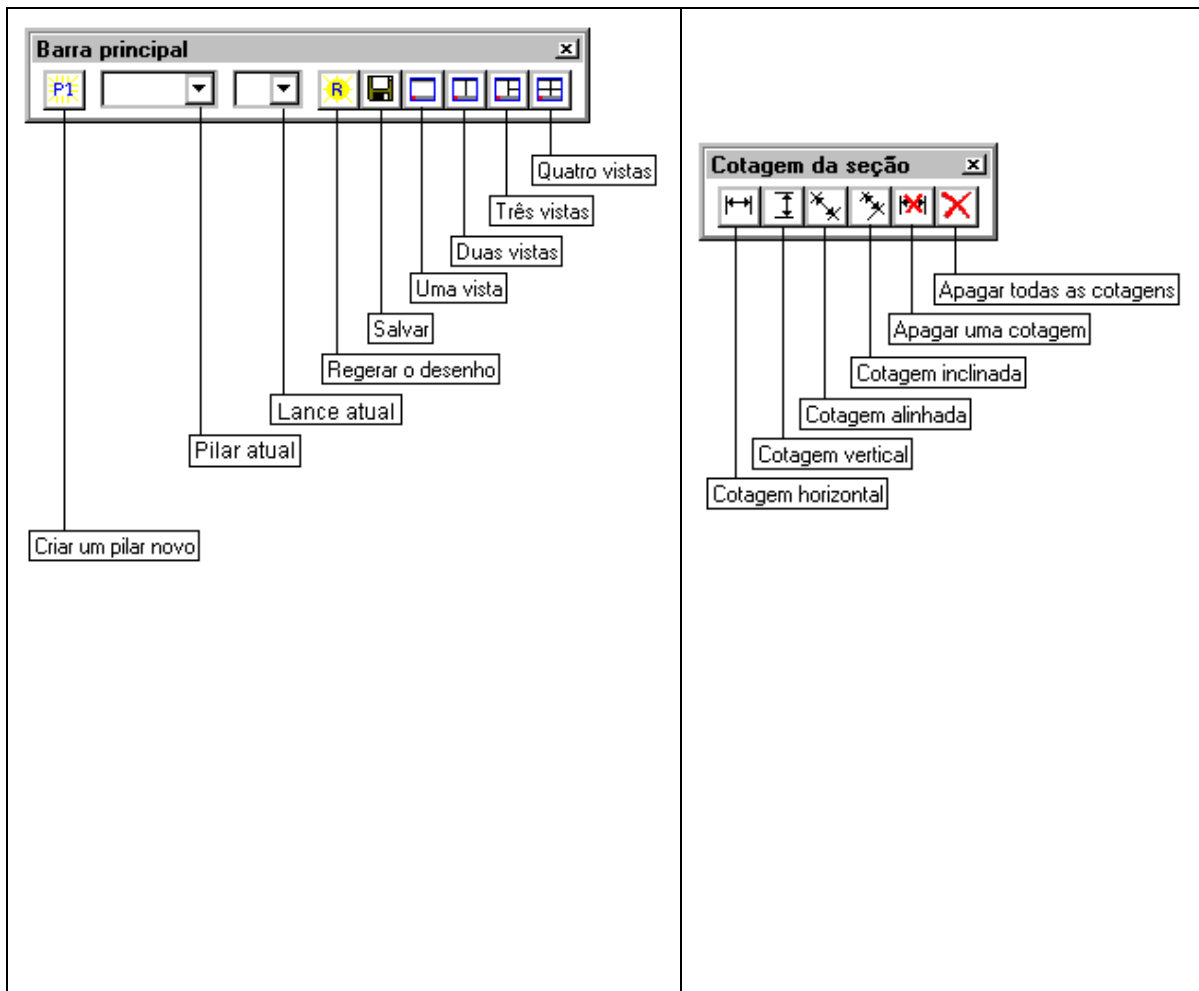 Barra principal
P1
R
Quatro vistas
Três vistas
Duas vistas
Uma vista
Salvar
Regerar o desenho
Lance atual
Pilar atual
Criar um pilar novo
Cotagem da seção
Apagar todas as cotagens
Apagar uma cotagem
Cotagem inclinada
Cotagem alinhada
Cotagem vertical
Cotagem horizontal